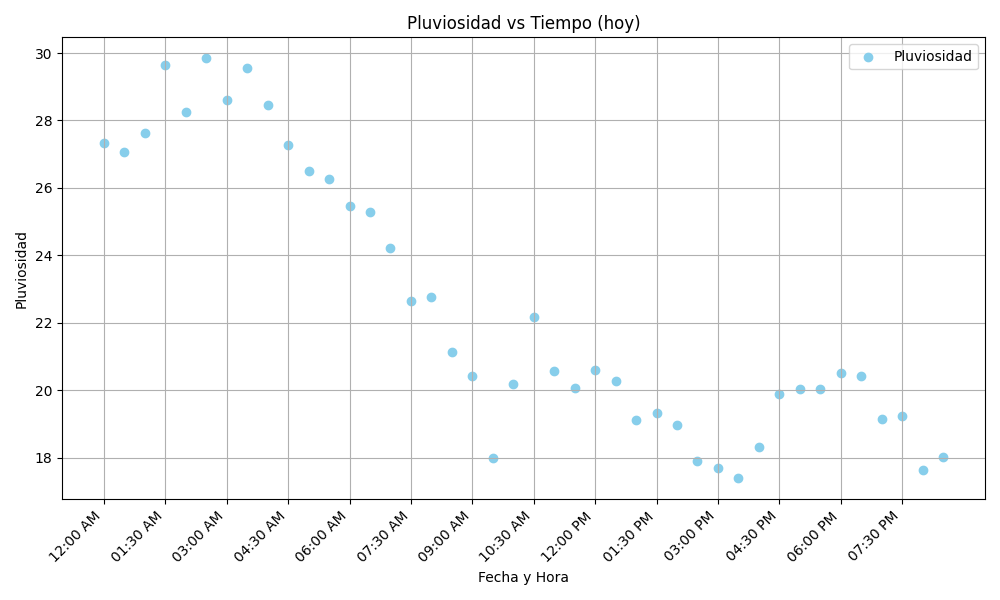 Pluviosidad vs Tiempo (hoy)
Pluviosidad
30
28
26
24
22
20
18
Pluviosidad
12:00 AM
01:30 AM
03:00 AM
04:30 AM
06:00 AM
07:30 AM
09:00 AM
10:30 AM
12:00 PM
01:30 PM
03:00 PM
04:30 PM
06:00 PM
07:30 PM
Fecha y Hora